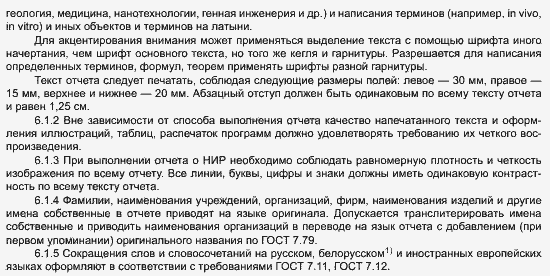 геология, медицина, нанотехнологии, генная инженерия и др.) и написания терминов (например, in vivo,
in vitro) и иных объектов и терминов на латыни.
Для акцентирования внимания может применяться выделение текста с помощью шрифта иного
начертания, чем шрифт основного текста, но того же кегля и гарнитуры. Разрешается для написания
определенных терминов, формул, теорем применять шрифты разной гарнитуры.
Текст отчета следует печатать, соблюдая следующие размеры полей: левое — 30 мм, правое —
15 мм, верхнее и нижнее — 20 мм. Абзацный отступ должен быть одинаковым по всему тексту отчета
и равен 1,25 см.
6.1.2 Вне зависимости от способа выполнения отчета качество напечатанного текста и оформ-
ления иллюстраций, таблиц, распечаток программ должно удовлетворять требованию их четкого вос-
произведения.
6.1.3 При выполнении отчета о НИР необходимо соблюдать равномерную плотность и четкость
изображения по всему отчету. Все линии, буквы, цифры и знаки должны иметь одинаковую контраст-
ность по всему тексту отчета.
6.1.4 Фамилии, наименования учреждений, организаций, фирм, наименования изделий и другие
имена собственные в отчете приводят на языке оригинала. Допускается транслитерировать имена
собственные и приводить наименования организаций в переводе на язык отчета с добавлением (при
первом упоминании) оригинального названия по ГОСТ 7.79.
6.1.5 Сокращения слов и словосочетаний на русском, белорусском1) и иностранных европейских
языках оформляют в соответствии с требованиями ГОСТ 7.11, ГОСТ 7.12.